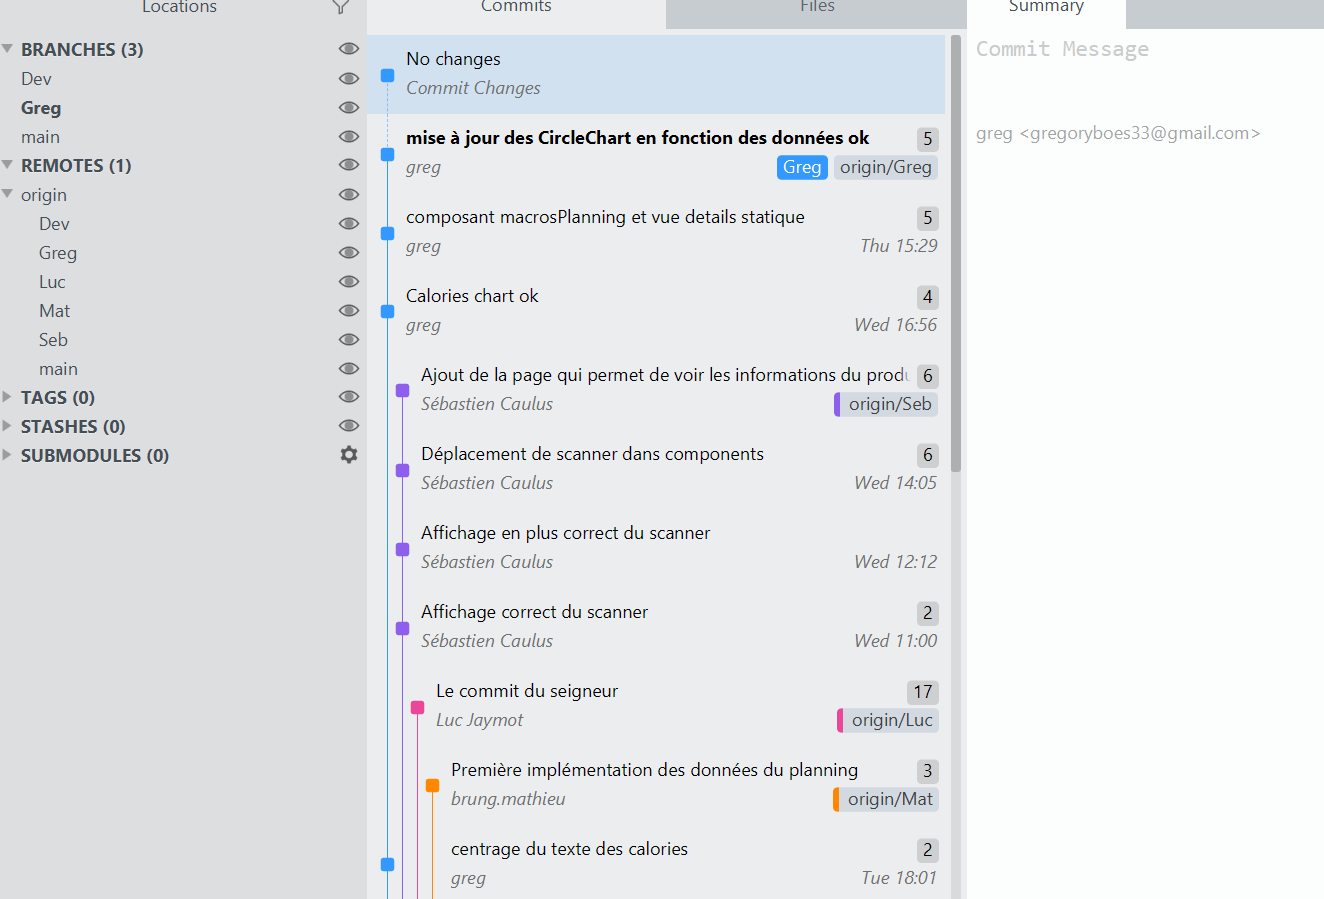 Locations
Commits
Files
Summary
BRANCHES (3)
Dev
Greg
main
REMOTES (1)
origin
Dev
Greg
Luc
Mat
Seb
main
TAGS (0)
STASHES (0)
SUBMODULES (0)
No changes
Commit Changes
mise à jour des CircleChart en fonction des données ok 5
greg Greg origin/Greg
composant macrosPlanning et vue details statique 5
greg Thu 15:29
Calories chart ok 4
greg Wed 16:56
Ajout de la page qui permet de voir les informations du produ 6
Sébastien Caulus origin/Seb
Déplacement de scanner dans components 6
Sébastien Caulus Wed 14:05
Affichage en plus correct du scanner
Sébastien Caulus Wed 12:12
Affichage correct du scanner 2
Sébastien Caulus Wed 11:00
Le commit du seigneur 17
Luc Jaymot origin/Luc
Première implémentation des données du planning 3
brung.mathieu origin/Mat
centrage du texte des calories 2
greg Tue 18:01
Commit Message
greg <gregoryboes33@gmail.com>